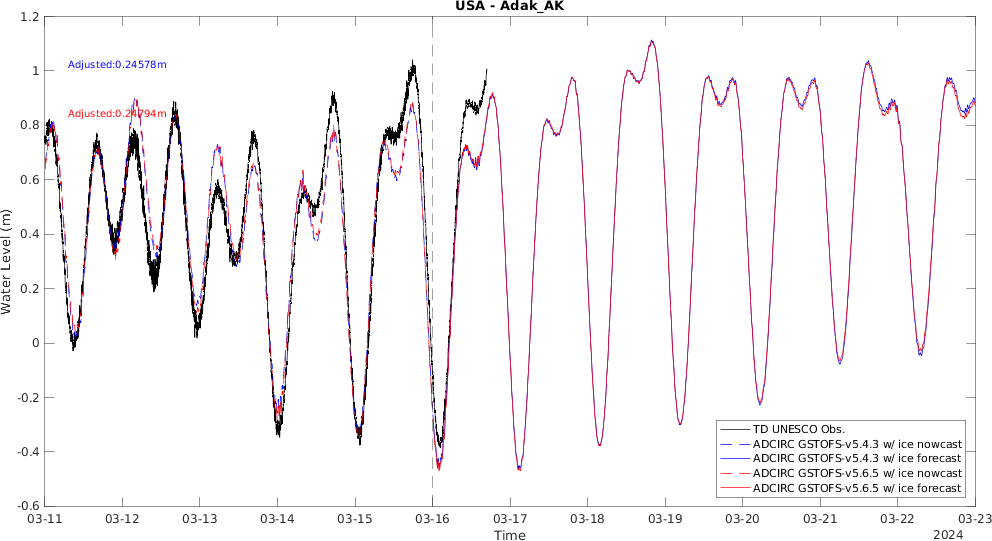 USA - Adak_AK
1.2
1
0.8
0.6
0.4
0.2
0
-0.2
-0.4
-0.6
Water Level (m)
Adjusted:0.24578m
Adjusted:0.24794m
TD UNESCO Obs.
ADCIRC GSTOFS-v5.4.3 w/ ice nowcast
ADCIRC GSTOFS-v5.4.3 w/ ice forecast
ADCIRC GSTOFS-v5.6.5 w/ ice nowcast
ADCIRC GSTOFS-v5.6.5 w/ ice forecast
03-11 03-12 03-13 03-14 03-15 03-16 03-17 03-18 03-19 03-20 03-21 03-22 03-23
Time
2024